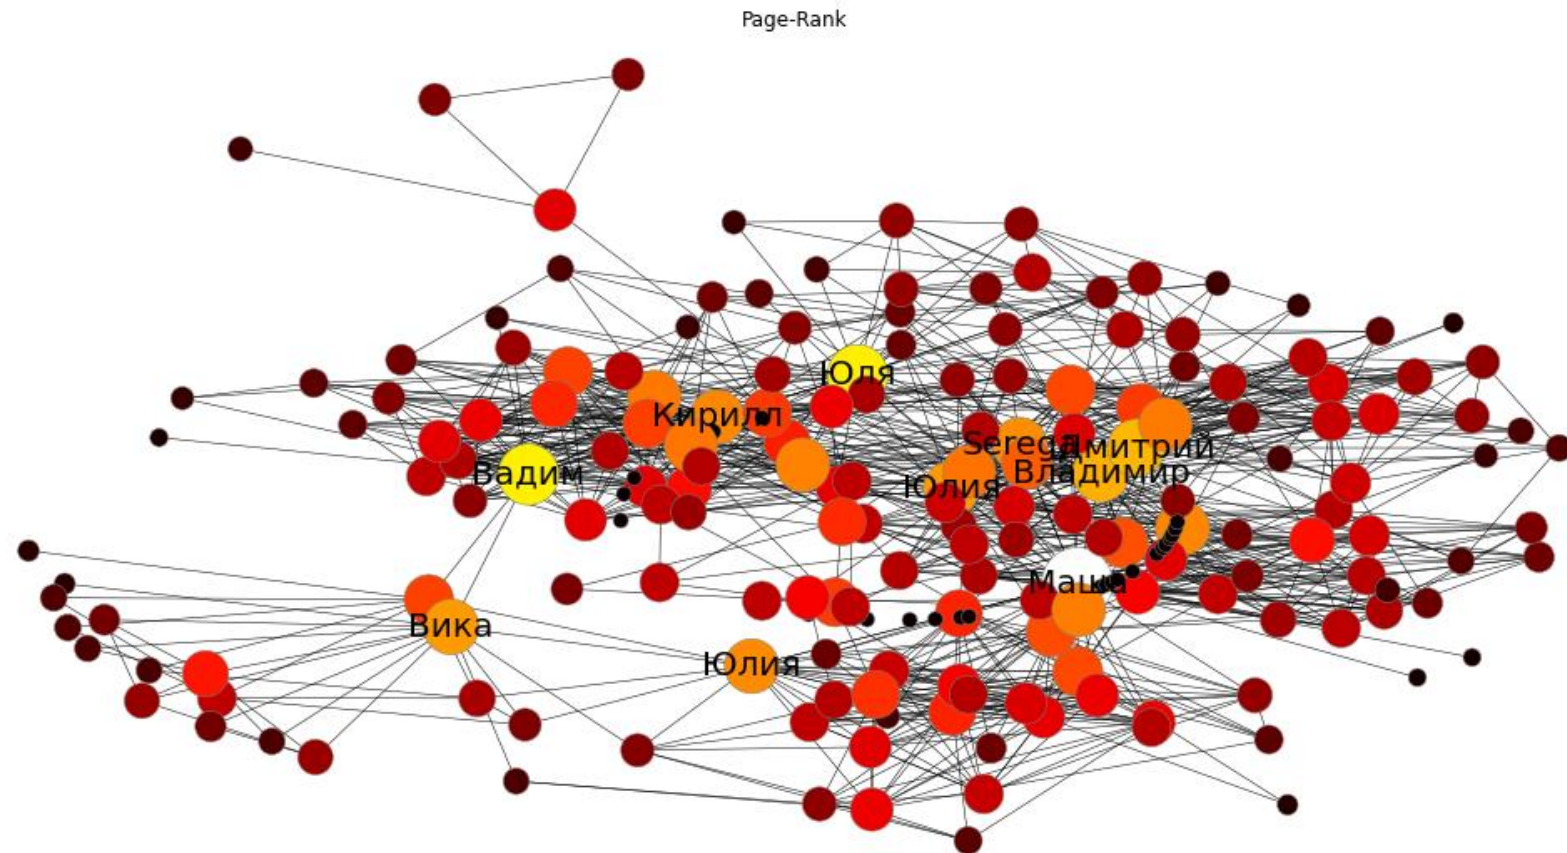 Page-Rank
Юля
Кирилл
Serega
Дмитрий
Вадим
Владимир
Юлия
Маша
Вика
Юлия